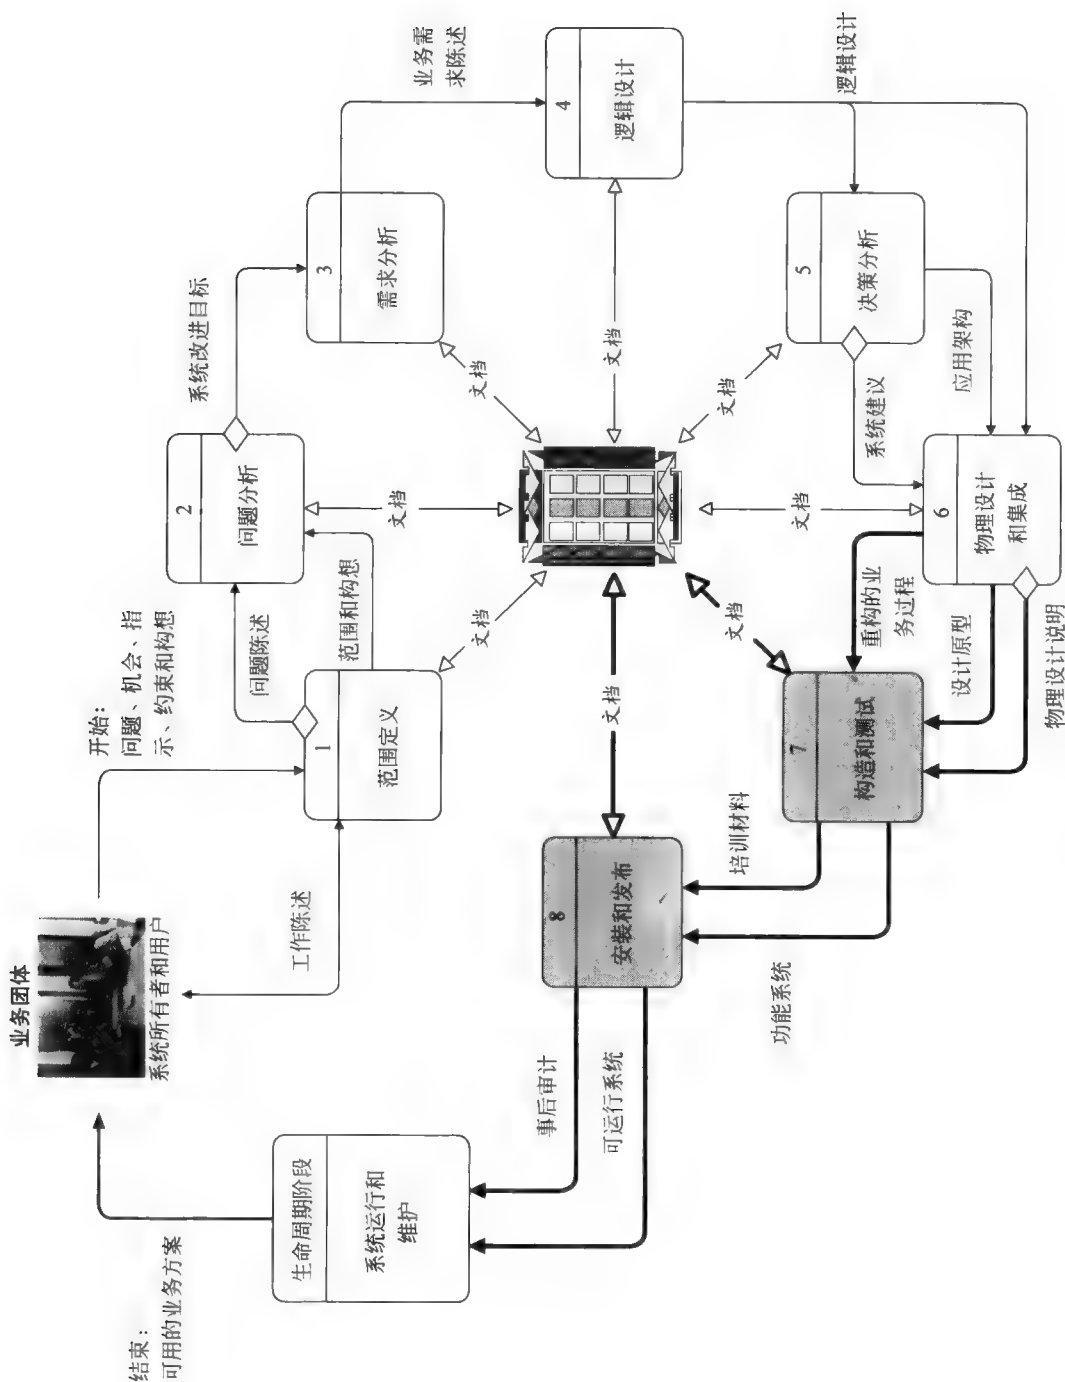 业务团体
系统所有者和用户
开始:
问题、机会、指
示、约束和构想
工作陈述
1
范围定义
问题陈述
范围和构想
2
问题分析
系统改进目标
3
需求分析
业务需
求陈述
4
逻辑设计
逻辑设计
5
决策分析
系统建议
应用架构
6
物理设计
和集成
重构的业
务过程
设计原型
物理设计说明
7
构造和测试
培训材料
功能系统
8
安装和发布
事后审计
可运行系统
生命周期阶段
系统运行和
维护
结束:
可用的业务方案
文档
文档
文档
文档
文档
文档
文档
文档